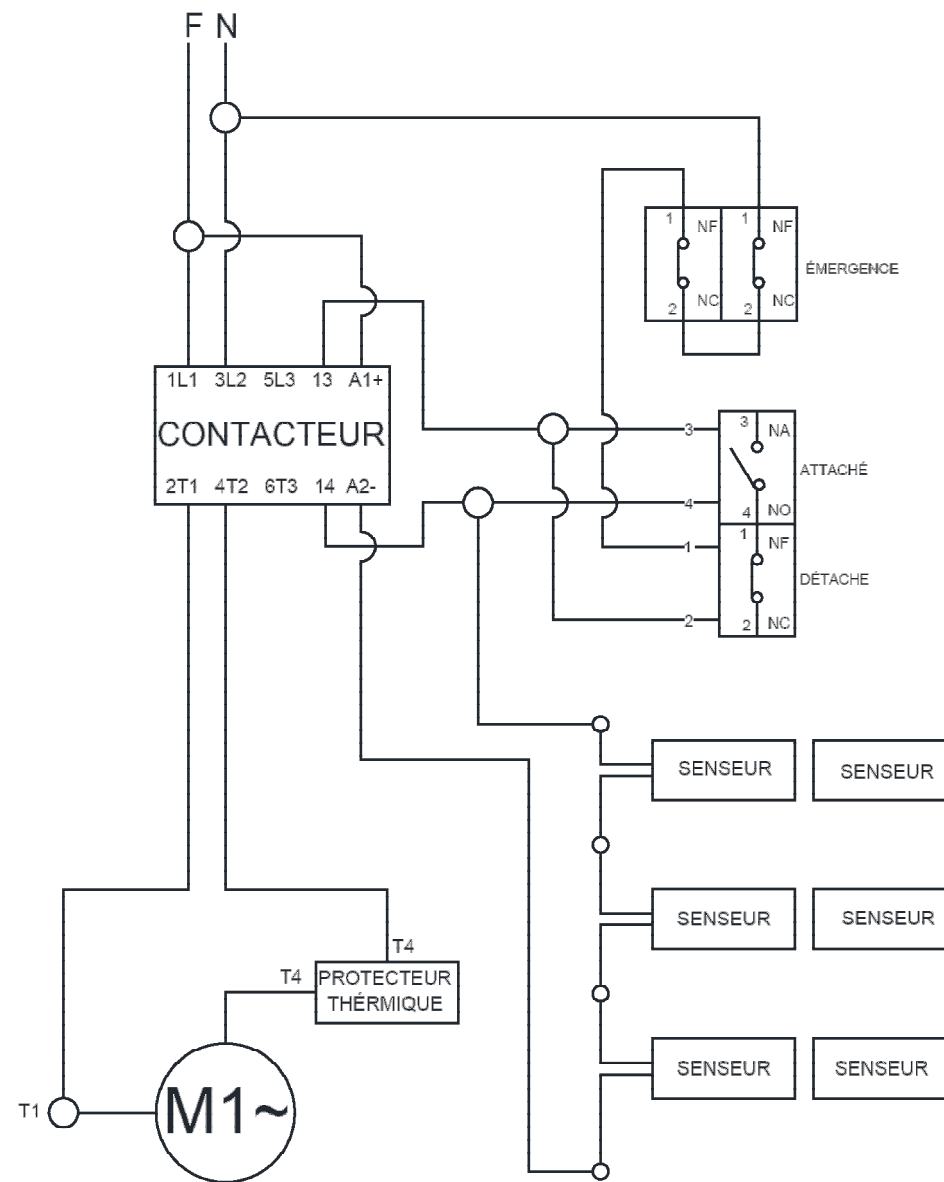 F N
1 NF 1 NF
ÉMERGENCE
2 NC 2 NC
1L1 3L2 5L3 13 A1+
CONTACTEUR
2T1 4T2 6T3 14 A2-
3 3 NA
ATTACHÉ
4 4 NO
1 1 NF
DÉTACHE
2 2 NC
SENSEUR SENSEUR
SENSEUR SENSEUR
T4
T4 PROTECTEUR
THÉRMIQUE
SENSEUR SENSEUR
T1 M1~